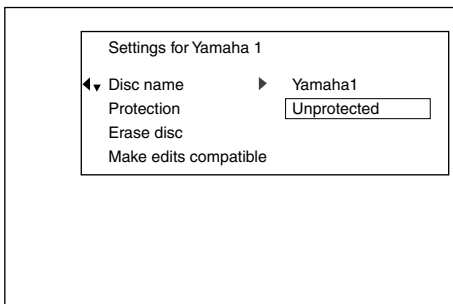 Settings for Yamaha 1
Disc name Yamaha1
Protection Unprotected
Erase disc
Make edits compatible